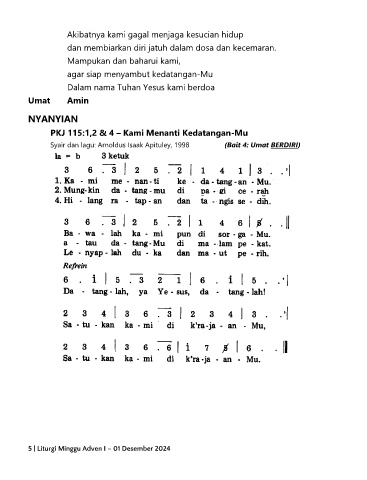 Akibatnya kami gagal menjaga kesucian hidup
dan membiarkan diri jatuh dalam dosa dan kecemaran.
Mampukan dan baharui kami,
agar siap menyambut kedatangan-Mu
Dalam nama Tuhan Yesus kami berdoa
Umat Amin
NYANYIAN
PKJ 115:1,2 & 4 – Kami Menanti Kedatangan-Mu
Syair dan lagu: Arnoldus Isaak Apituley, 1998 (Bait 4: Umat BERDIRI)
la = b 3 ketuk
3 6 . 3 | 2 5 . 2 | 1 4 1 | 3 . . ' |
1. Ka - mi me - nan - ti ke - da - tang - an - Mu.
2. Mung-kin da - tang - mu di pa - gi ce - rah
4. Hi - lang ra - tap - an dan ta - ngis se - dih.
3 6 . 3 | 2 5 . 2 | 1 4 6 | 5 . . ||
Ba - wa - lah ka - mi pun di sor - ga - Mu.
a - tau da - tang-Mu di ma - lam pe - kat.
Le - nyap - lah du - ka dan ma - ut pe - rih.
Refrein
6 . i | 5 . 3 2 1 | 6 . i | 5 . . ' |
Da - tang - lah, ya Ye - sus, da - tang - lah!
2 3 4 | 3 6 . 3 | 2 3 4 | 3 . . ' |
Sa - tu - kan ka - mi di k'ra - ja - an - Mu,
2 3 4 | 3 6 . 6 | i 7 5 | 6 . . ||
Sa - tu - kan ka - mi di k'ra - ja - an - Mu.
5 | Liturgi Minggu Adven I – 01 Desember 2024